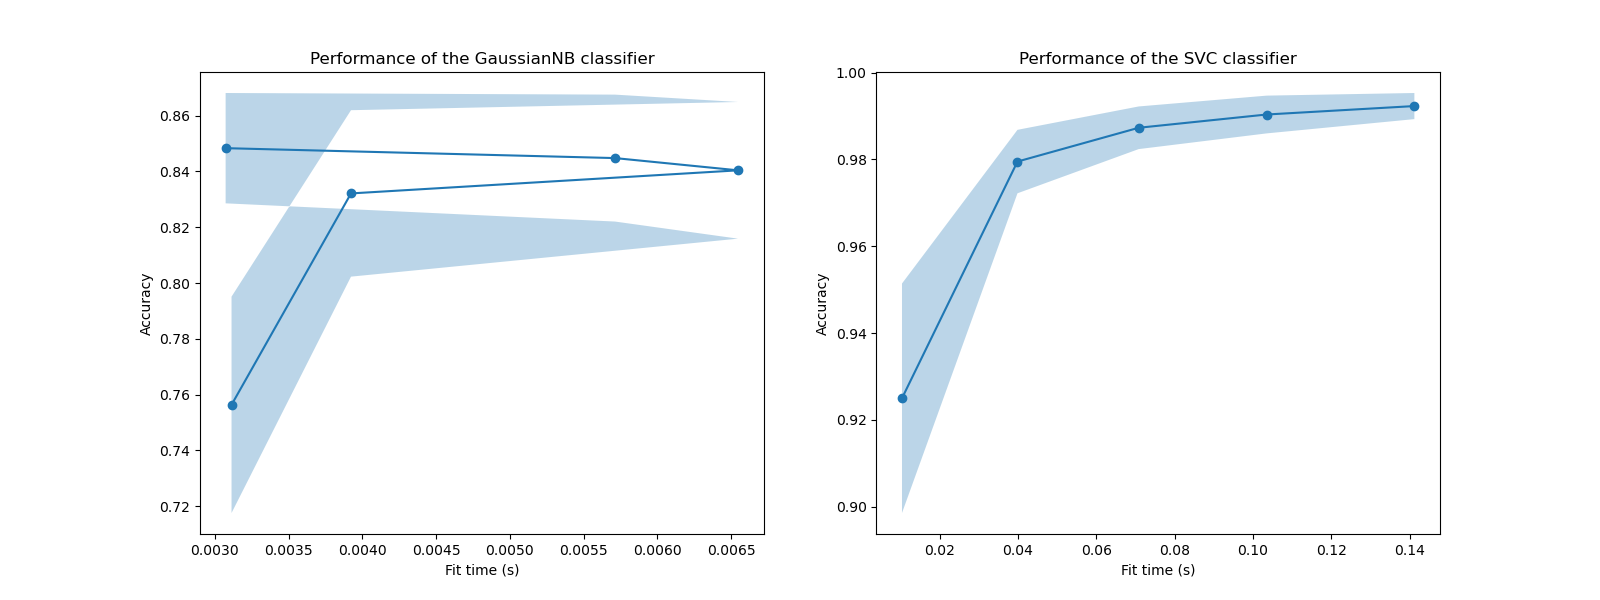 Performance of the GaussianNB classifier
0.86
0.84
0.82
0.80
0.78
0.76
0.74
0.72
Accuracy
0.0030 0.0035 0.0040 0.0045 0.0050 0.0055 0.0060 0.0065
Fit time (s)
Performance of the SVC classifier
1.00
0.98
0.96
0.94
0.92
0.90
Accuracy
0.02 0.04 0.06 0.08 0.10 0.12 0.14
Fit time (s)